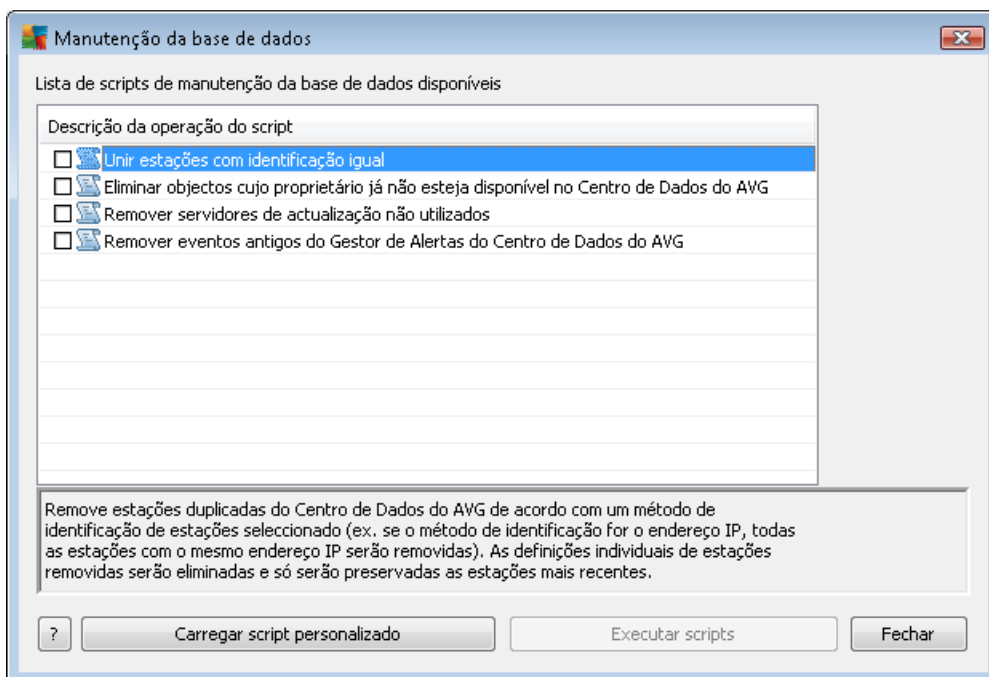 Manutenção da base de dados
Lista de scripts de manutenção da base de dados disponíveis
Descrição da operação do script
Unir estações com identificação igual
Eliminar objectos cujo proprietário já não esteja disponível no Centro de Dados do AVG
Remover servidores de actualização não utilizados
Remover eventos antigos do Gestor de Alertas do Centro de Dados do AVG
Remove estações duplicadas do Centro de Dados do AVG de acordo com um método de
identificação de estações seleccionado (ex. se o método de identificação for o endereço IP, todas
as estações com o mesmo endereço IP serão removidas). As definições individuais de estações
removidas serão eliminadas e só serão preservadas as estações mais recentes.
? Carregar script personalizado Executar scripts Fechar